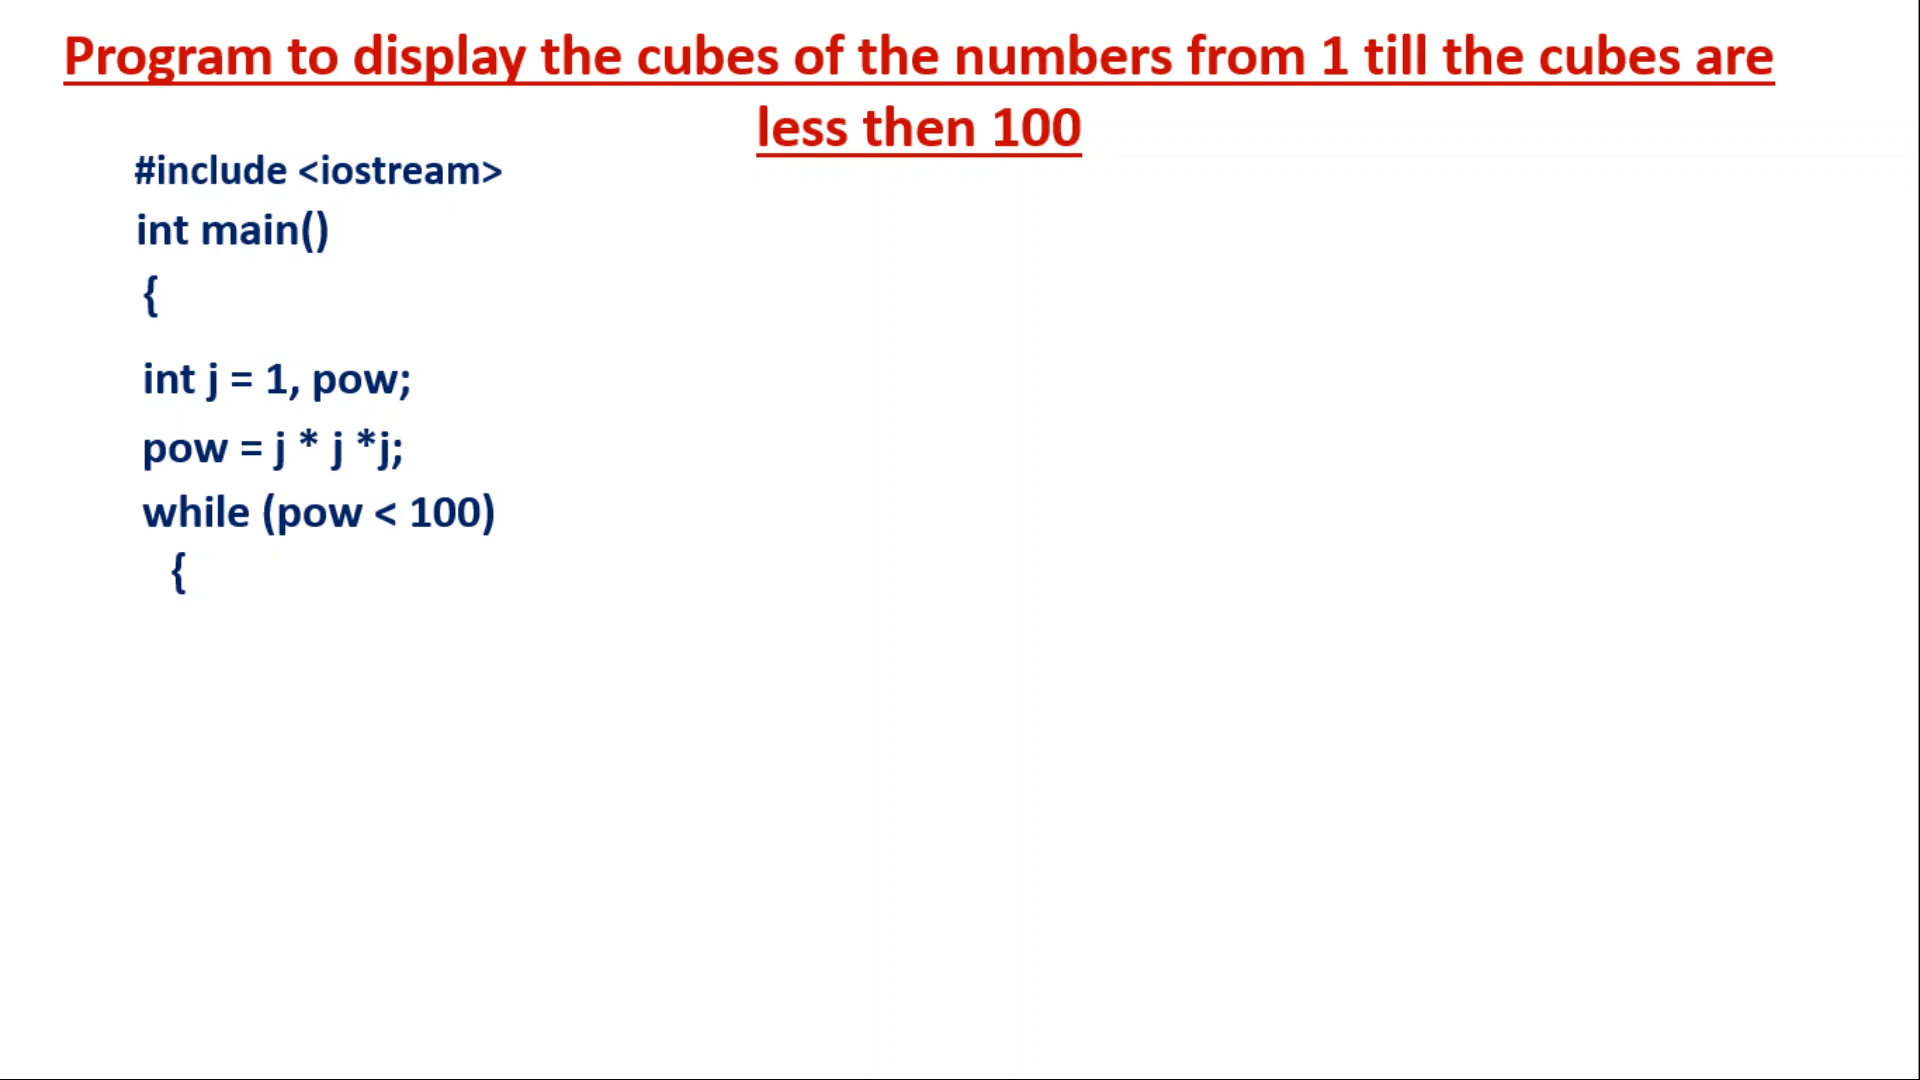 Program to display the cubes of the numbers from 1 till the cubes are
less then 100
#include <iostream>
int main()
{
int j = 1, pow;
pow = j * j *j;
while (pow < 100)
{